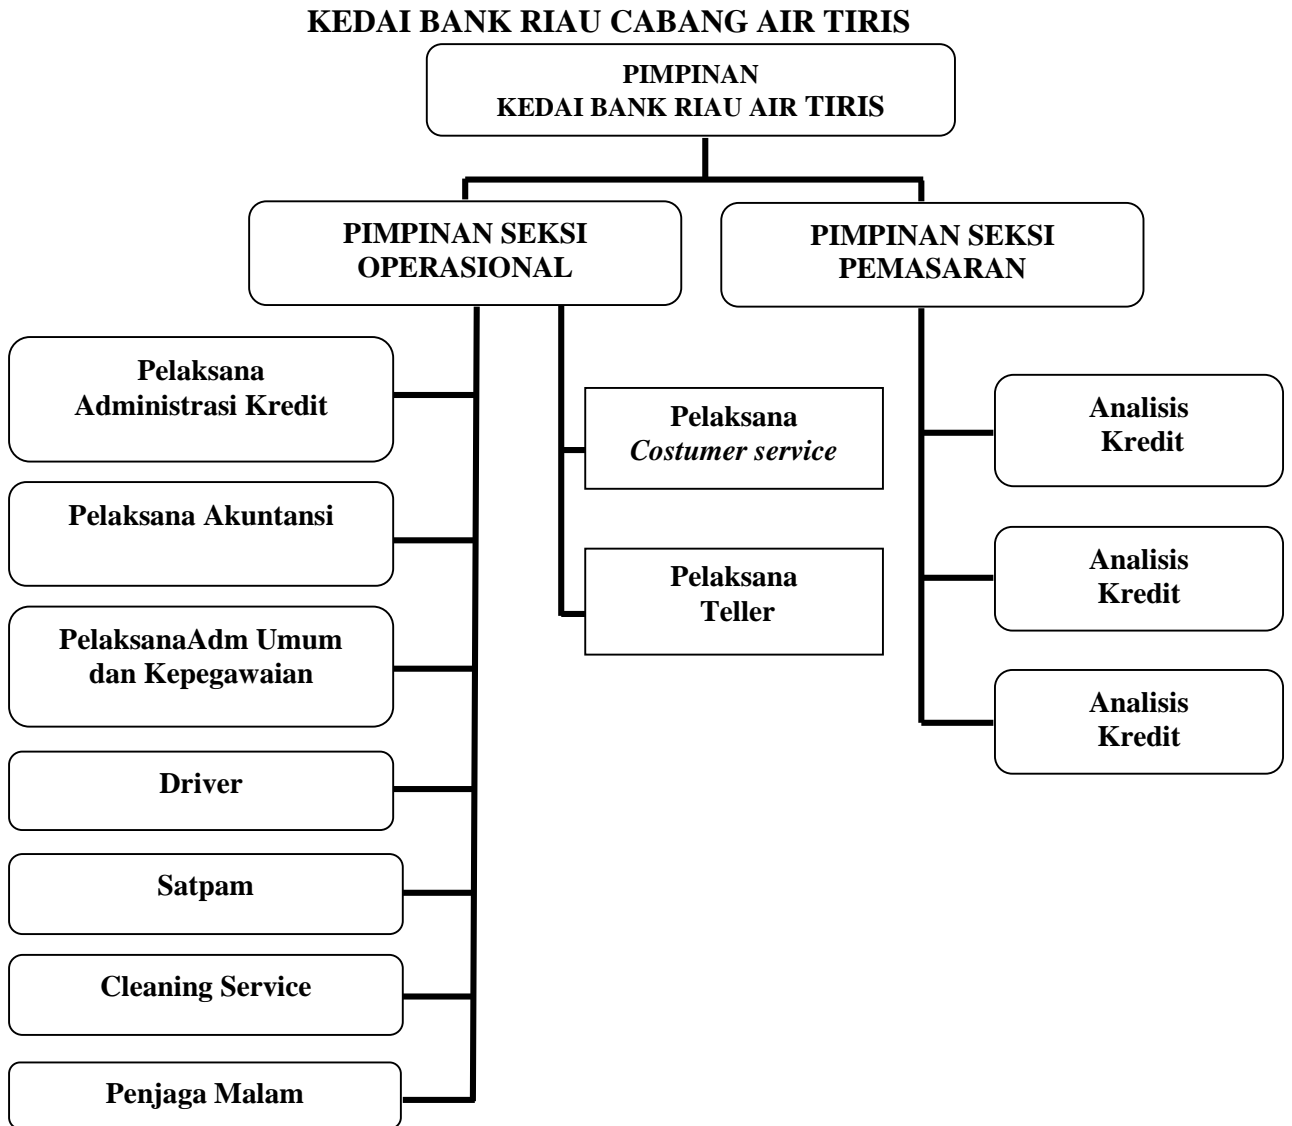 KEDAI BANK RIAU CABANG AIR TIRIS
PIMPINAN
KEDAI BANK RIAU AIR TIRIS
PIMPINAN SEKSI
OPERASIONAL
PIMPINAN SEKSI
PEMASARAN
Pelaksana
Administrasi Kredit
Pelaksana Akuntansi
PelaksanaAdm Umum
dan Kepegawaian
Driver
Satpam
Cleaning Service
Penjaga Malam
Pelaksana
Costumer service
Pelaksana
Teller
Analisis
Kredit
Analisis
Kredit
Analisis
Kredit